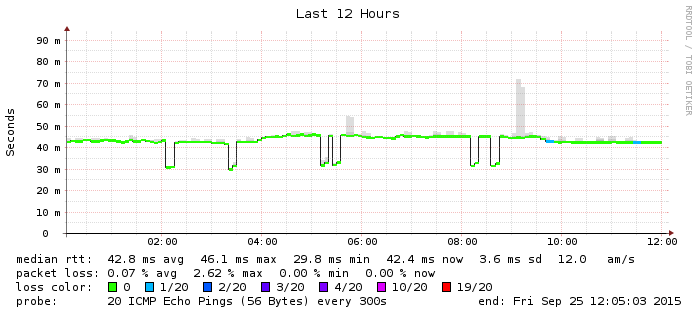 Last 12 Hours
RRDTOOL / TOBI OETIKER
Seconds
90 m
80 m
70 m
60 m
50 m
40 m
30 m
20 m
10 m
0
02:00 04:00 06:00 08:00 10:00 12:00
median rtt: 42.8 ms avg 46.1 ms max 29.8 ms min 42.4 ms now 3.6 ms sd 12.0 am/s
packet loss: 0.07 % avg 2.62 % max 0.00 % min 0.00 % now
loss color: 0 1/20 2/20 3/20 4/20 10/20 19/20
probe: 20 ICMP Echo Pings (56 Bytes) every 300s end: Fri Sep 25 12:05:03 2015